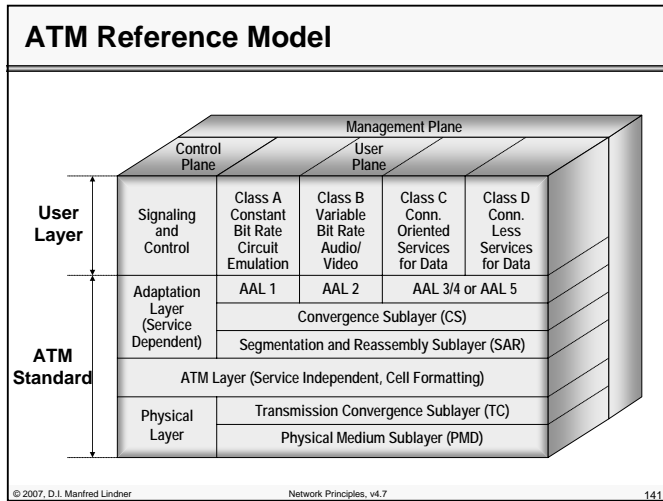 ATM Reference Model
Management Plane
Control
Plane
User
Plane
User
Layer
Signaling
and
Control
Class A
Constant
Bit Rate
Circuit
Emulation
Class B
Variable
Bit Rate
Audio/
Video
Class C
Conn.
Oriented
Services
for Data
Class D
Conn.
Less
Services
for Data
ATM
Standard
Adaptation
Layer
(Service
Dependent)
AAL 1
AAL 2
AAL 3/4 or AAL 5
Convergence Sublayer (CS)
Segmentation and Reassembly Sublayer (SAR)
ATM Layer (Service Independent, Cell Formatting)
Physical
Layer
Transmission Convergence Sublayer (TC)
Physical Medium Sublayer (PMD)
© 2007, D.I. Manfred Lindner
Network Principles, v4.7
141